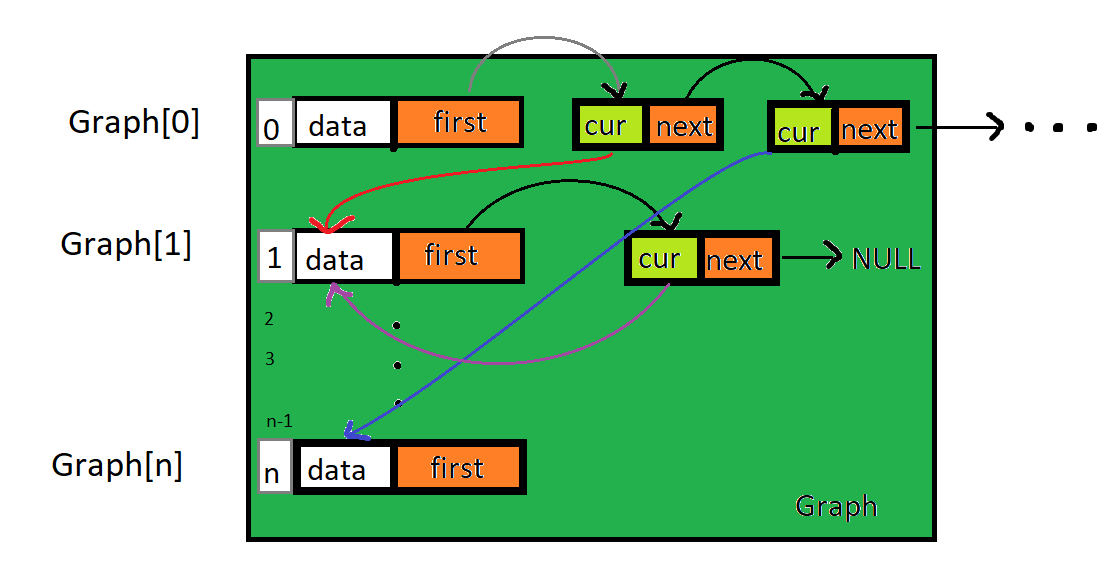 Graph[0] 0 data first cur next cur next ...
Graph[1] 1 data first cur next NULL
2
3
n-1
Graph[n] n data first
Graph